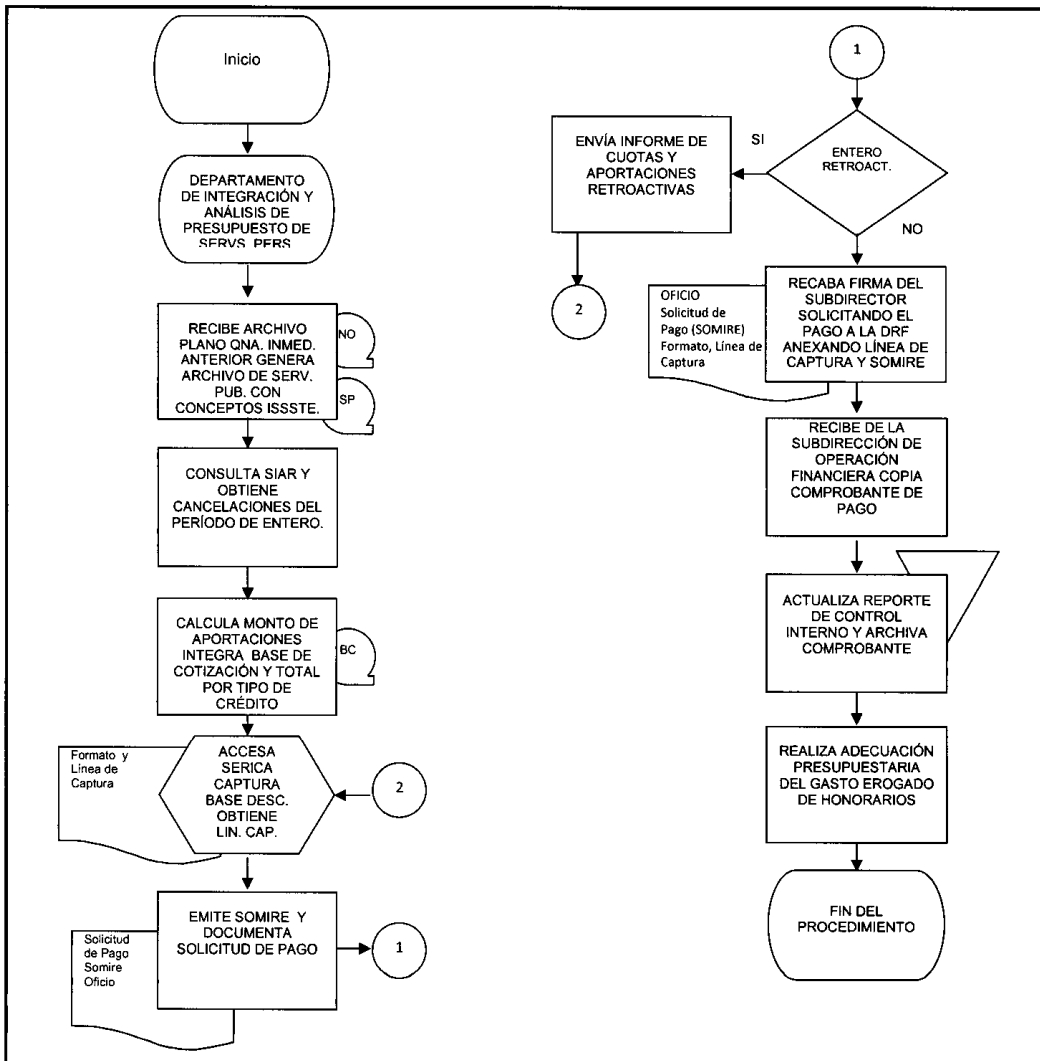 Inicio
DEPARTAMENTO
DE INTEGRACIÓN Y
ANÁLISIS DE
PRESUPUESTO DE
SERVS. PERS
RECIBE ARCHIVO
PLANO QNA. INMED.
ANTERIOR GENERA
ARCHIVO DE SERV.
PUB. CON
CONCEPTOS ISSSTE.
NO
SP
CONSULTA SIAR Y
OBTIENE
CANCELACIONES DEL
PERÍODO DE ENTERO.
CALCULA MONTO DE
APORTACIONES
INTEGRA BASE DE
COTIZACIÓN Y TOTAL
POR TIPO DE
CRÉDITO
BC
Formato y
Línea de
Captura
ACCESA
SERICA
CAPTURA
BASE DESC.
OBTIENE
LIN. CAP.
2
EMITE SOMIRE Y
DOCUMENTA
SOLICITUD DE PAGO
Solicitud
de Pago
Somire
Oficio
1
1
ENTERO
RETROACT.
SI
NO
ENVÍA INFORME DE
CUOTAS Y
APORTACIONES
RETROACTIVAS
2
OFICIO
Solicitud de
Pago (SOMIRE)
Formato, Línea de
Captura
RECABA FIRMA DEL
SUBDIRECTOR
SOLICITANDO EL
PAGO A LA DRF
ANEXANDO LÍNEA DE
CAPTURA Y SOMIRE
RECIBE DE LA
SUBDIRECCIÓN DE
OPERACIÓN
FINANCIERA COPIA
COMPROBANTE DE
PAGO
ACTUALIZA REPORTE
DE CONTROL
INTERNO Y ARCHIVA
COMPROBANTE
REALIZA ADECUACIÓN
PRESUPUESTARIA
DEL GASTO EROGADO
DE HONORARIOS
FIN DEL
PROCEDIMIENTO